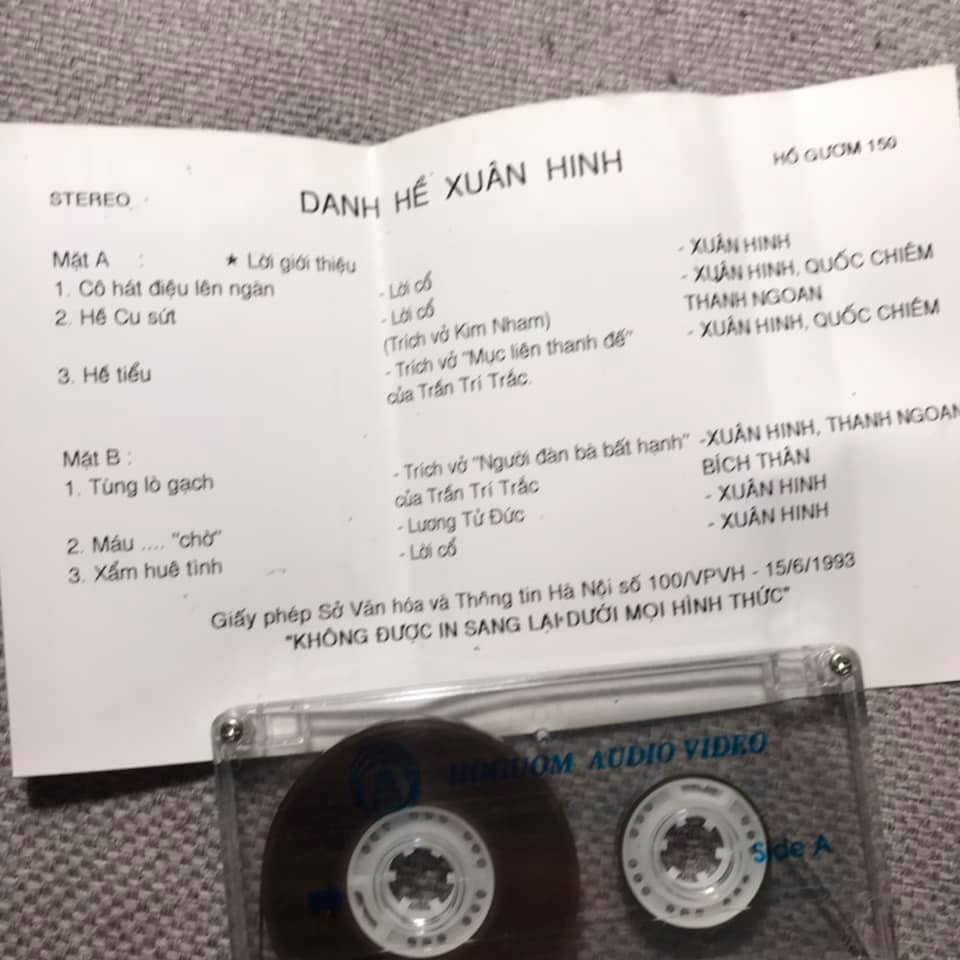 STEREO
DANH HỀ XUÂN HINH
HỒ GƯƠM 150
Mặt A : ★ Lời giới thiệu - XUÂN HINH
1. Cô hát điệu lên ngàn - Lời cổ - XUÂN HINH, QUỐC CHIÊM
2. Hề Cu sứt - Lời cổ THANH NGOAN
(Trích vở Kim Nham) - XUÂN HINH, QUỐC CHIÊM
3. Hề tiểu - Trích vở "Mục liên thanh đề"
của Trần Trí Trắc.
Mặt B :
1. Tùng lò gạch - Trích vở "Người đàn bà bất hạnh" -XUÂN HINH, THANH NGOAN
của Trần Trí Trắc BÍCH THÂN
2. Máu .... "chờ" - Lương Tử Đức - XUÂN HINH
3. Xẩm huê tình - Lời cổ - XUÂN HINH
Giấy phép Sở Văn hóa và Thông tin Hà Nội số 100/VPVH - 15/6/1993
"KHÔNG ĐƯỢC IN SANG LẠI DƯỚI MỌI HÌNH THỨC"
HOGUOM AUDIO VIDEO
Side A